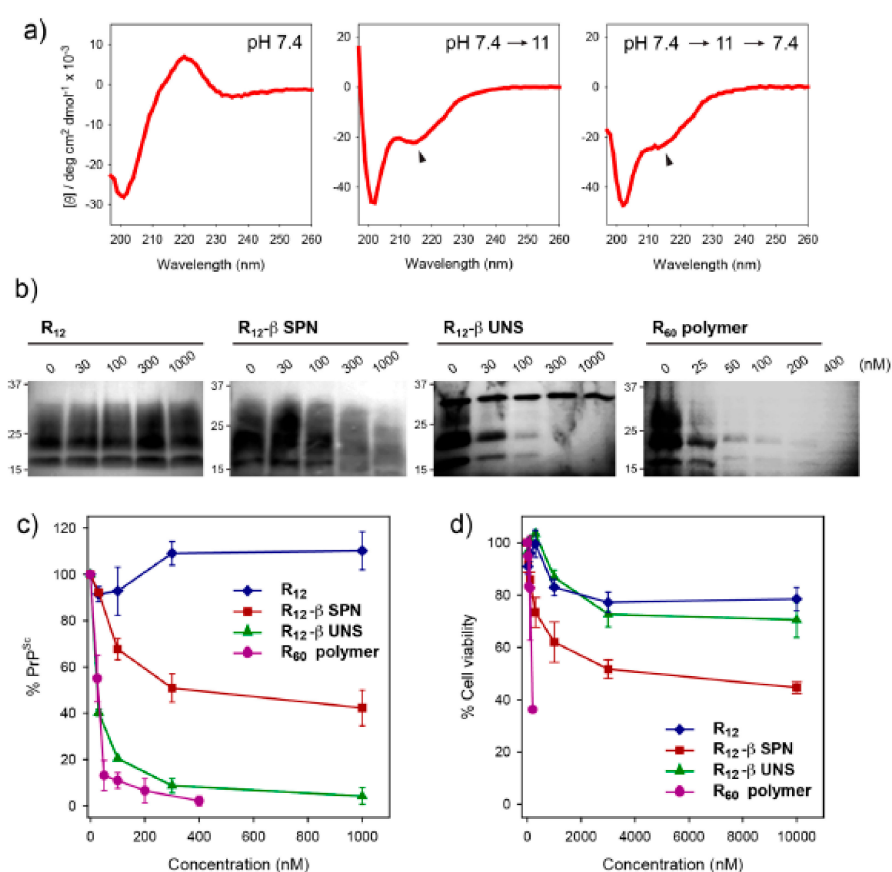 a)
pH 7.4
pH 7.4 → 11
pH 7.4 → 11 → 7.4
[θ] / deg cm² dmol⁻¹ x 10⁻³
10
0
-10
-20
-30
200 210 220 230 240 250 260
Wavelength (nm)
0
-20
-40
200 210 220 230 240 250 260
Wavelength (nm)
0
-20
-40
200 210 220 230 240 250 260
Wavelength (nm)
b)
R₁₂
0 30 100 300 1000
37
25
15
R₁₂-β SPN
0 30 100 300 1000
37
25
15
R₁₂-β UNS
0 30 100 300 1000
37
25
15
R₆₀ polymer
0 25 50 100 200 400 (nM)
37
25
15
c)
% PrP^Sc
120
100
80
60
40
20
0
R₁₂
R₁₂-β SPN
R₁₂-β UNS
R₆₀ polymer
0 200 400 600 800 1000
Concentration (nM)
d)
% Cell viability
100
80
60
40
20
0
R₁₂
R₁₂-β SPN
R₁₂-β UNS
R₆₀ polymer
0 2000 4000 6000 8000 10000
Concentration (nM)